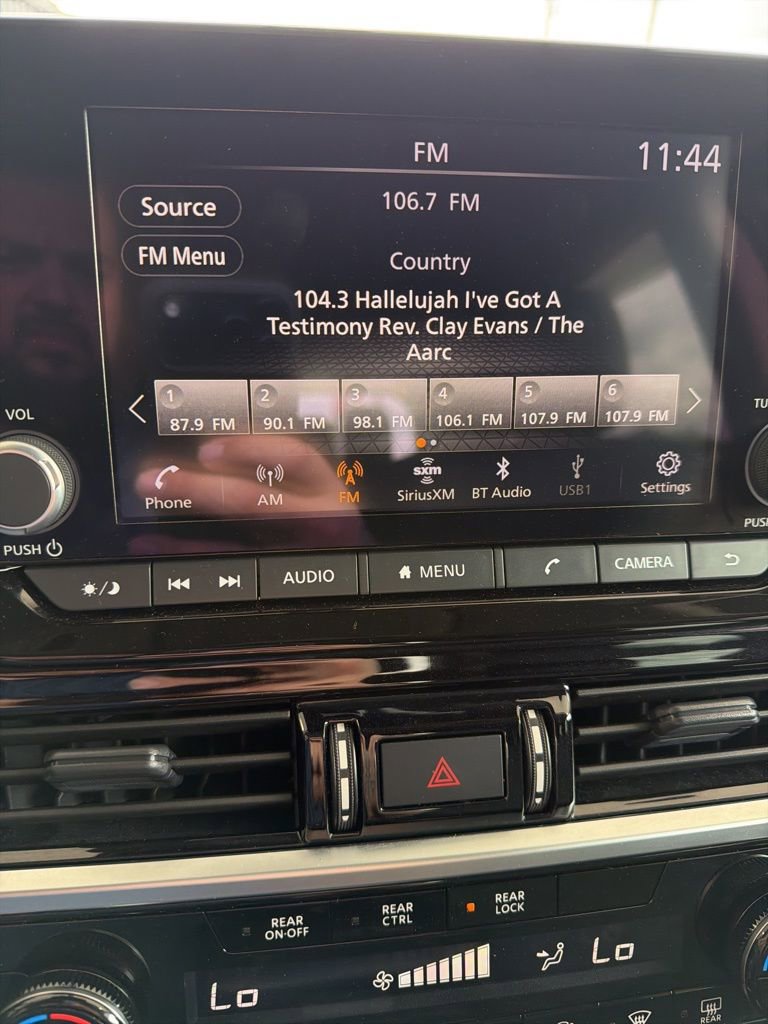 FM
11:44
Source
106.7 FM
FM Menu
Country
104.3 Hallelujah I've Got A
Testimony Rev. Clay Evans / The
Aarc
1 2 3 4 5 6
87.9 FM 90.1 FM 98.1 FM 106.1 FM 107.9 FM 107.9 FM
VOL
Phone AM FM sxm SiriusXM BT Audio USB1 Settings
PUSH
AUDIO MENU CAMERA
REAR ON·OFF
REAR CTRL
REAR LOCK
Lo Lo
REAR